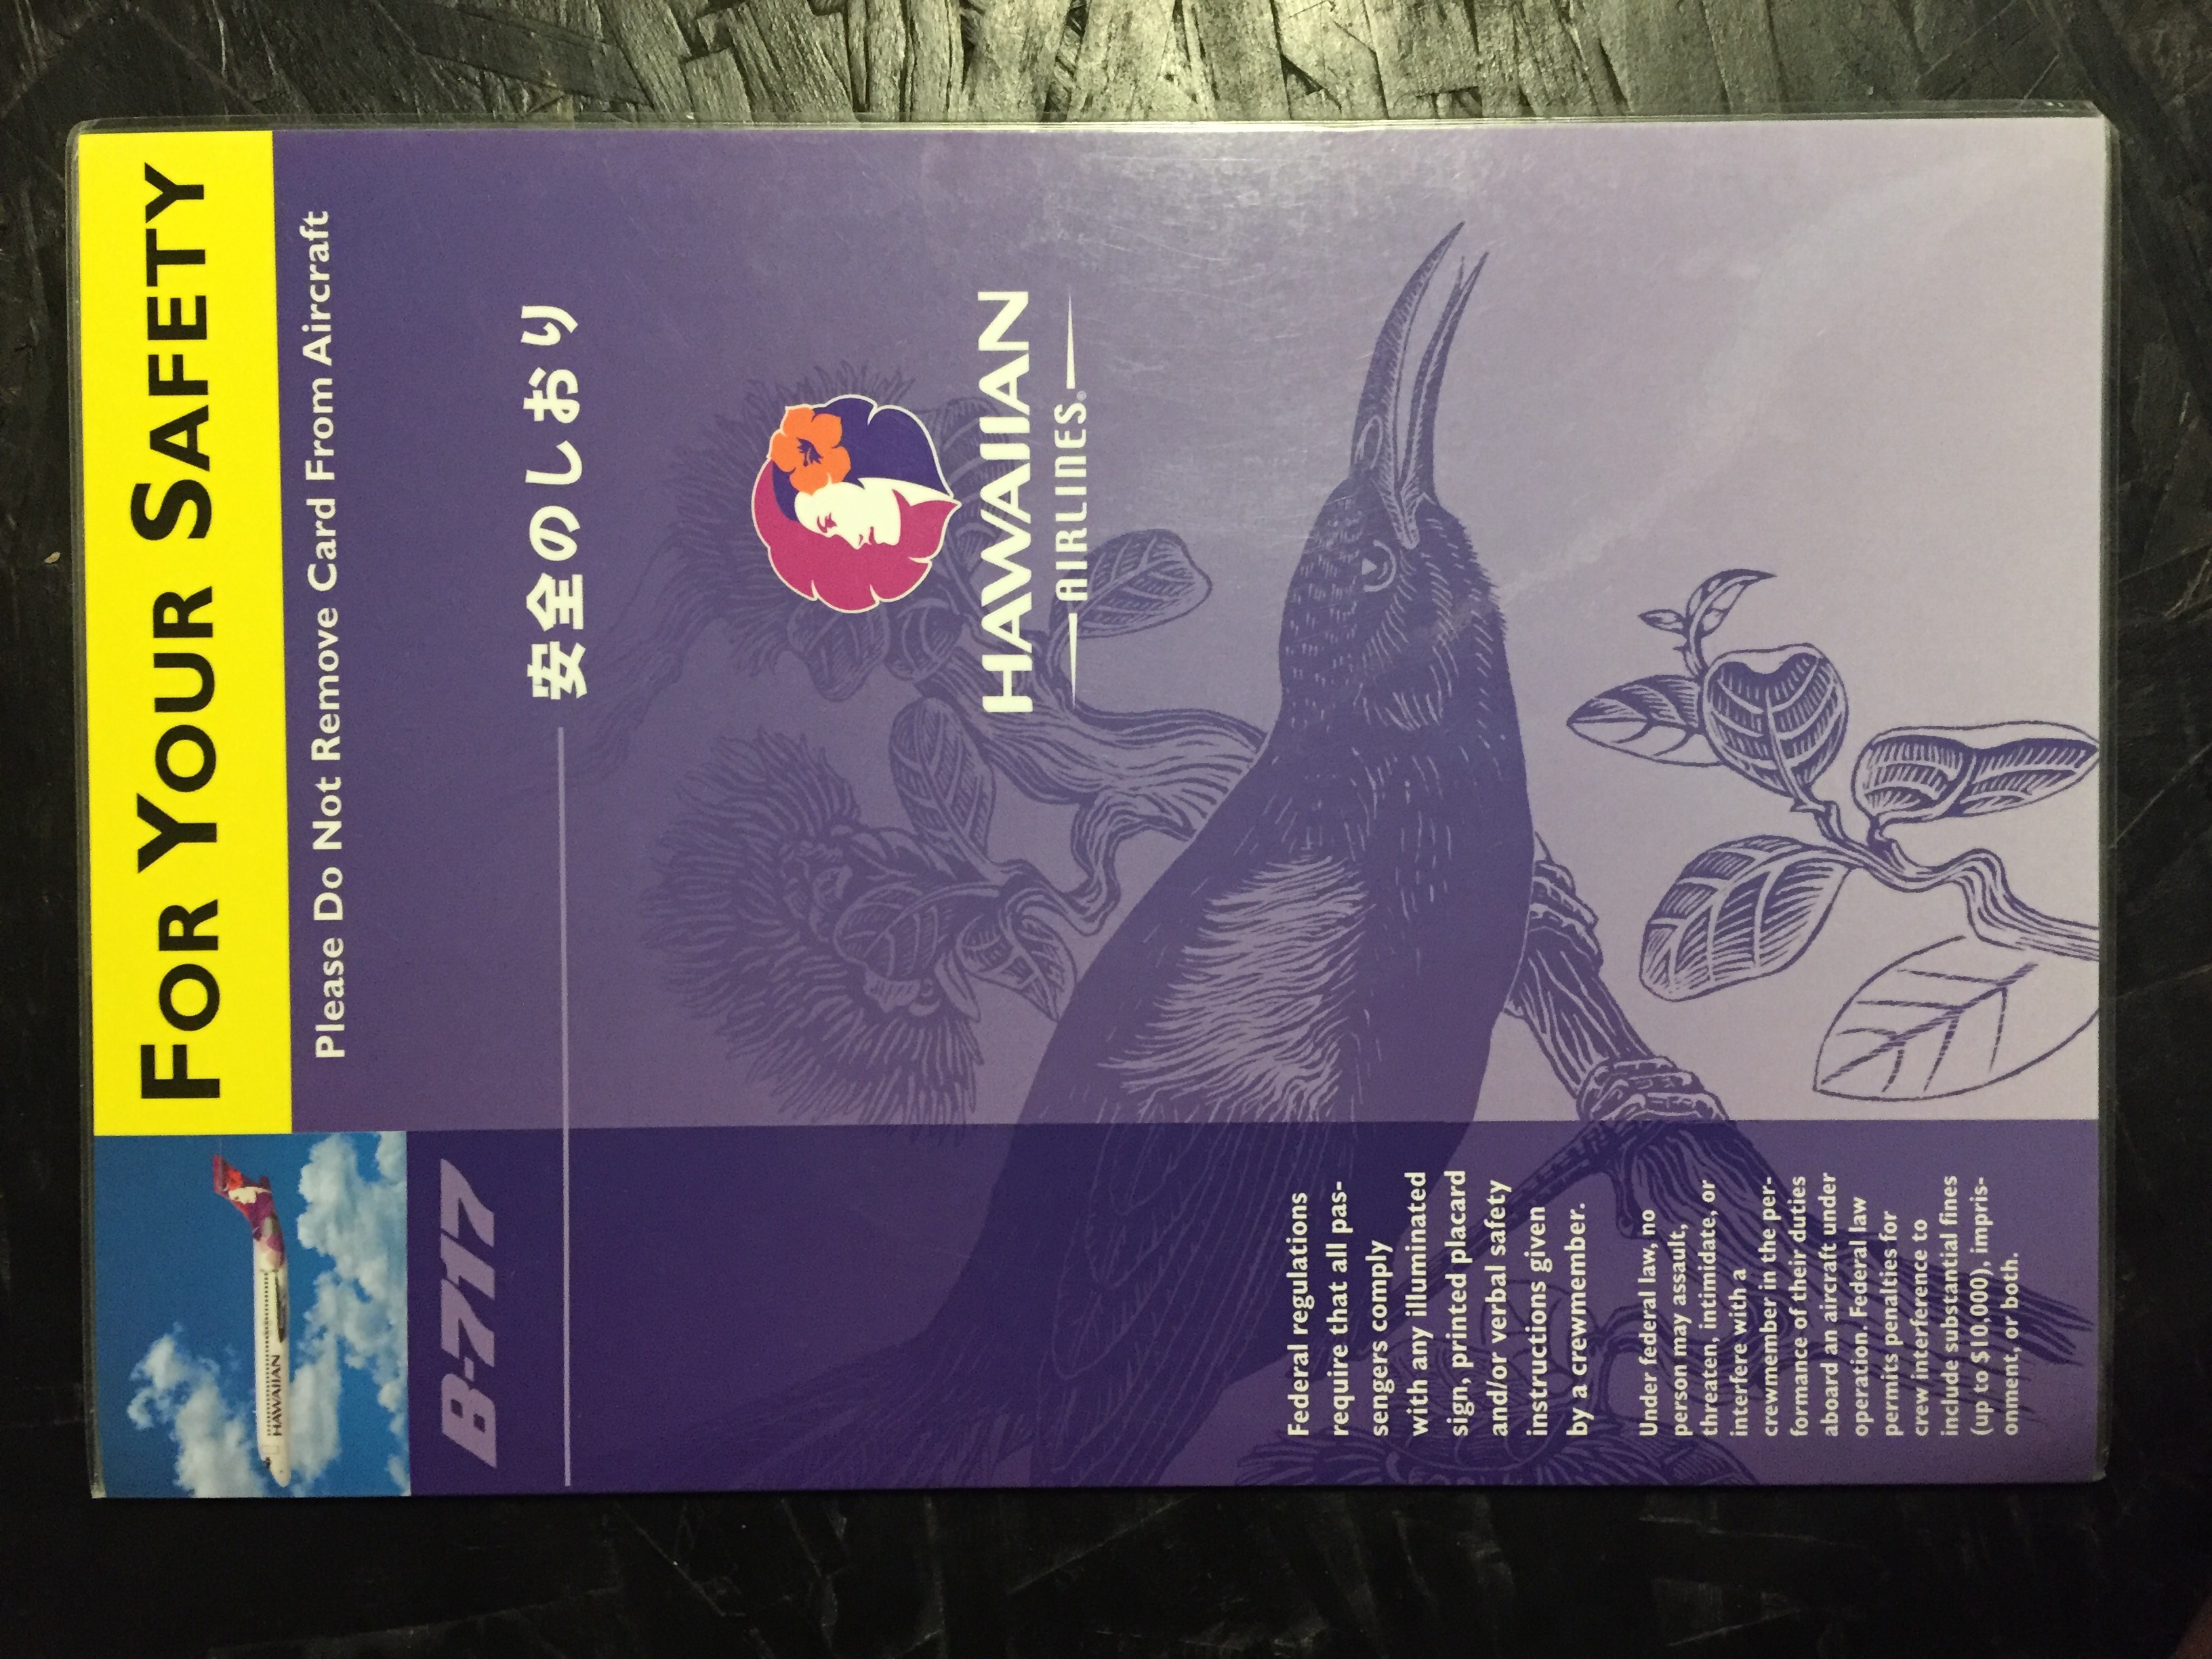 FOR YOUR SAFETY
Please Do Not Remove Card From Aircraft
HAWAIIAN
B-717
安全のしおり
HAWAIIAN
AIRLINES®
Federal regulations
require that all pas-
sengers comply
with any illuminated
sign, printed placard
and/or verbal safety
instructions given
by a crewmember.
Under federal law, no
person may assault,
threaten, intimidate, or
interfere with a
crewmember in the per-
formance of their duties
aboard an aircraft under
operation. Federal law
permits penalties for
crew interference to
include substantial fines
(up to $10,000), impris-
onment, or both.